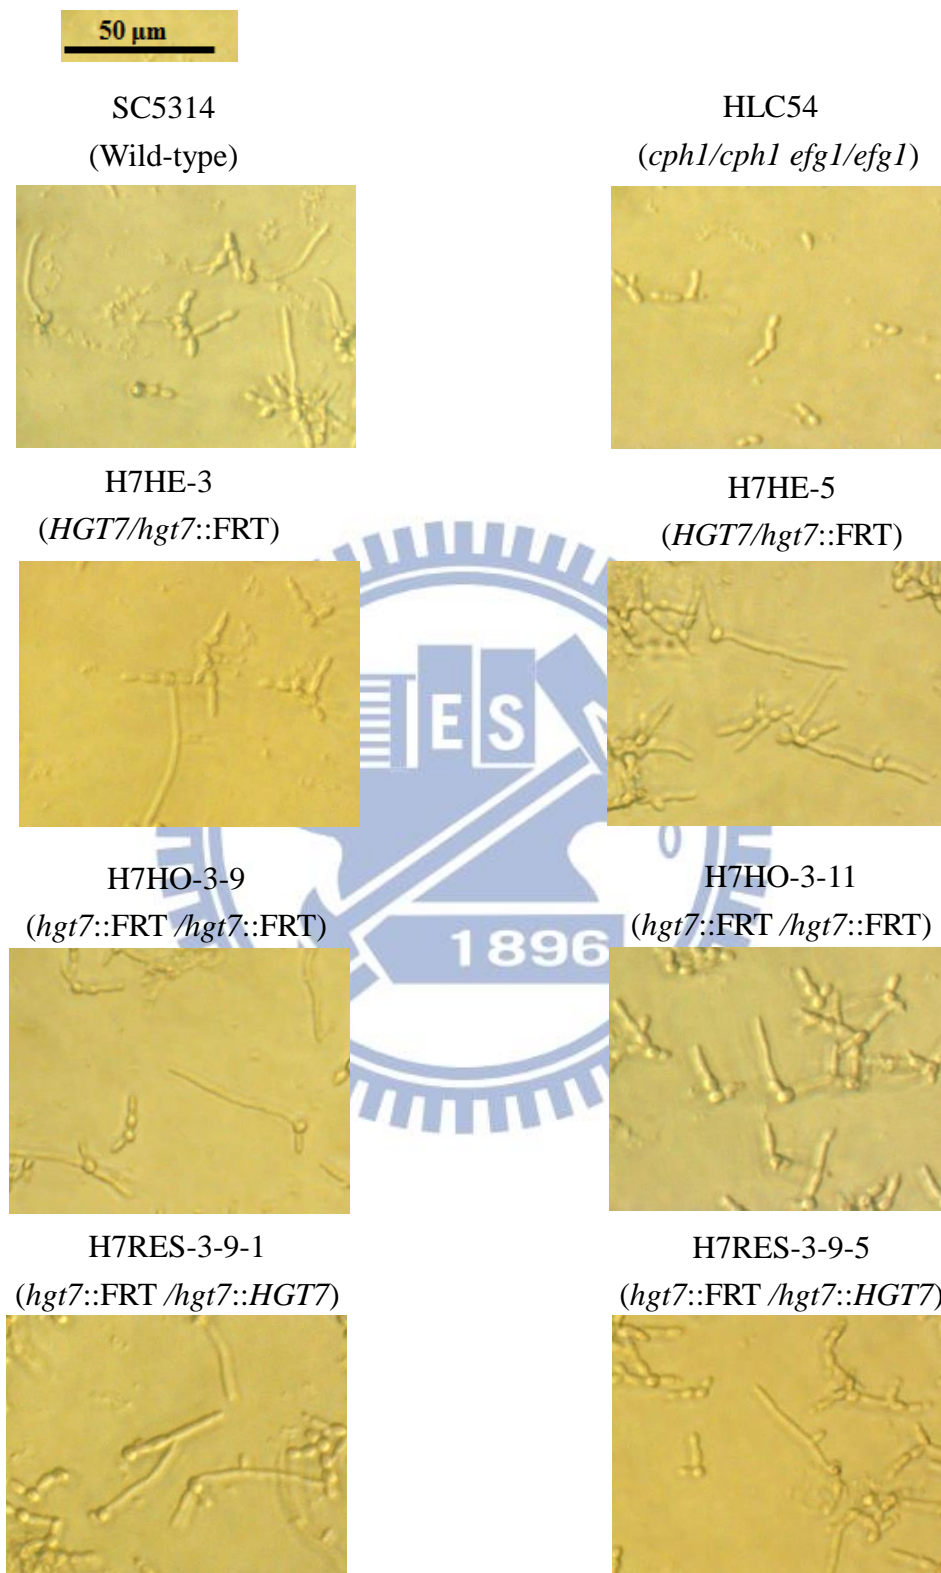 50 µm
SC5314
(Wild-type)
HLC54
(cph1/cph1 efg1/efg1)
H7HE-3
(HGT7/hgt7::FRT)
H7HE-5
(HGT7/hgt7::FRT)
ES
H7HO-3-9
(hgt7::FRT /hgt7::FRT)
H7HO-3-11
(hgt7::FRT /hgt7::FRT)
1896
H7RES-3-9-1
(hgt7::FRT /hgt7::HGT7)
H7RES-3-9-5
(hgt7::FRT /hgt7::HGT7)